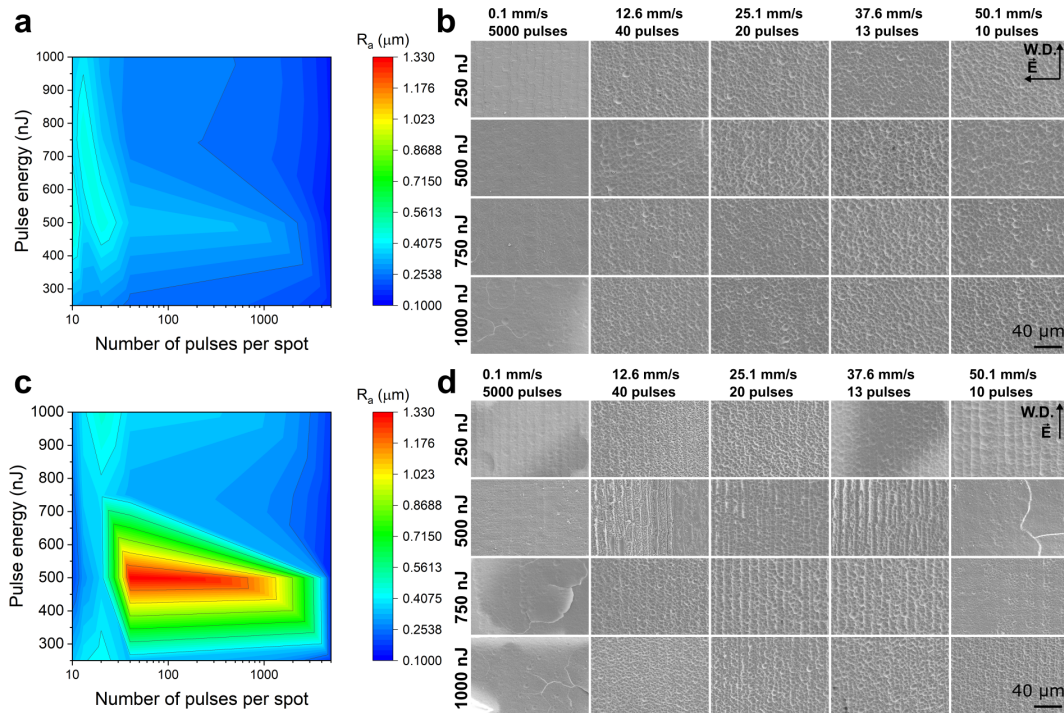 a
Rₐ (μm)
1000
900
800
700
600
500
400
300
Pulse energy (nJ)
10
100
1000
Number of pulses per spot
1.330
1.176
1.023
0.8688
0.7150
0.5613
0.4075
0.2538
0.1000
b
0.1 mm/s 12.6 mm/s 25.1 mm/s 37.6 mm/s 50.1 mm/s
5000 pulses 40 pulses 20 pulses 13 pulses 10 pulses
250 nJ
500 nJ
750 nJ
1000 nJ
W.D.
E⃗
40 μm
c
Rₐ (μm)
1000
900
800
700
600
500
400
300
Pulse energy (nJ)
10
100
1000
Number of pulses per spot
1.330
1.176
1.023
0.8688
0.7150
0.5613
0.4075
0.2538
0.1000
d
0.1 mm/s 12.6 mm/s 25.1 mm/s 37.6 mm/s 50.1 mm/s
5000 pulses 40 pulses 20 pulses 13 pulses 10 pulses
250 nJ
500 nJ
750 nJ
1000 nJ
W.D.
E⃗
40 μm